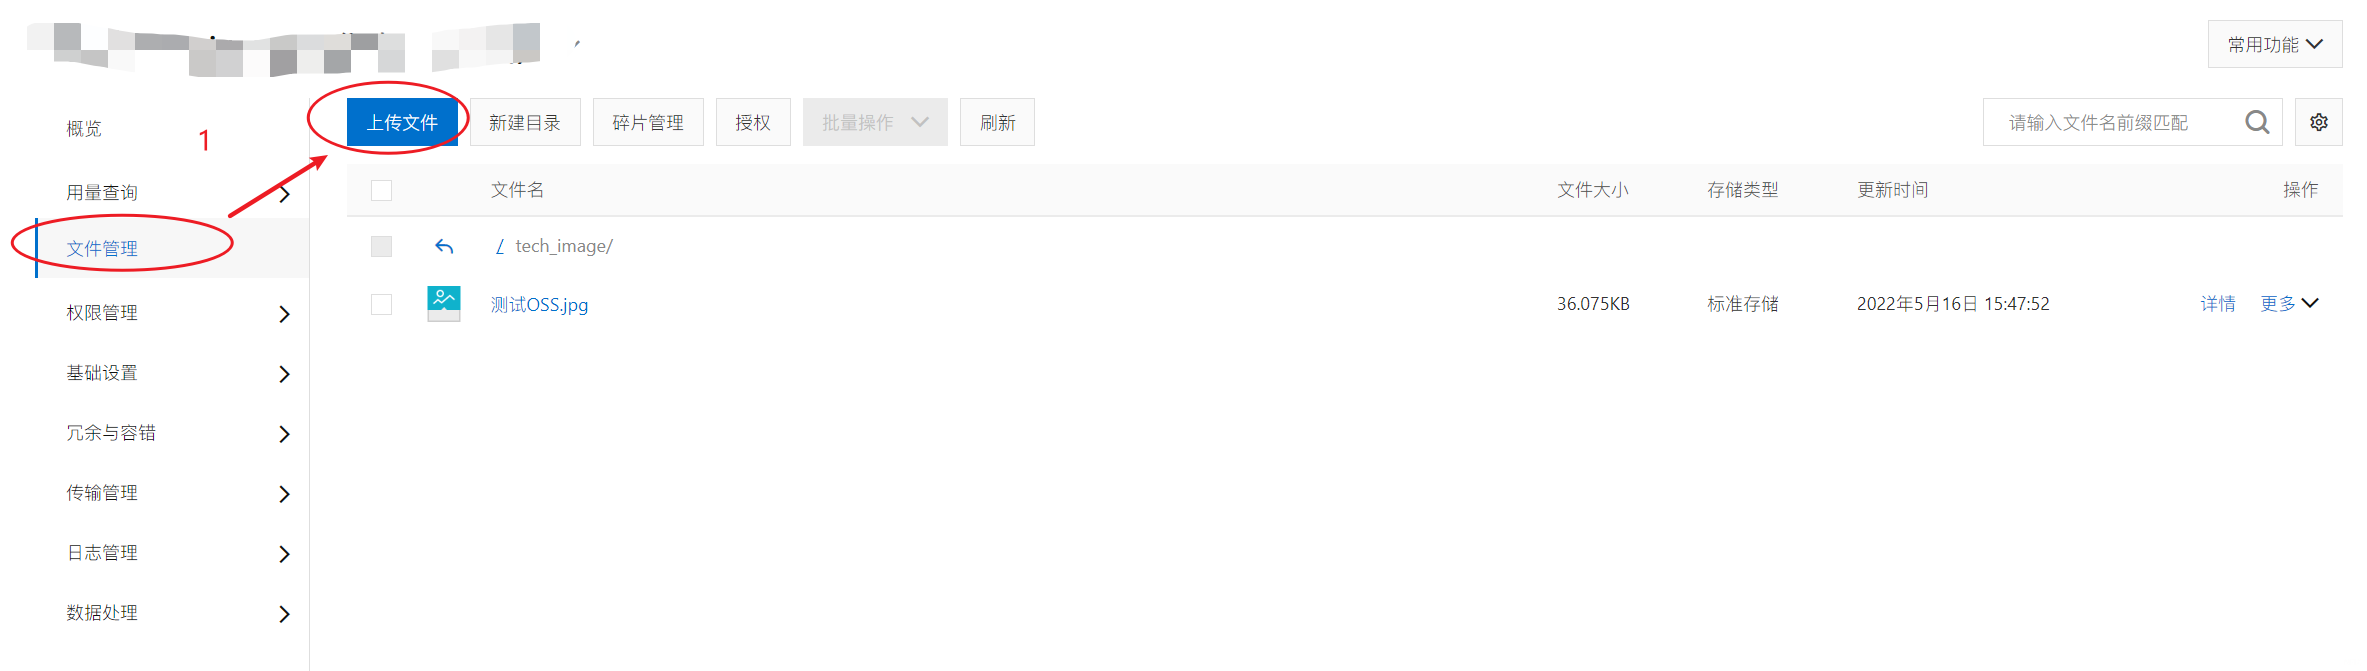 常用功能
概览
1
上传文件
新建目录
碎片管理
授权
批量操作
刷新
请输入文件名前缀匹配
用量查询
文件名
文件大小
存储类型
更新时间
操作
文件管理
/ tech_image/
测试OSS.jpg
36.075KB
标准存储
2022年5月16日 15:47:52
详情
更多
权限管理
基础设置
冗余与容错
传输管理
日志管理
数据处理